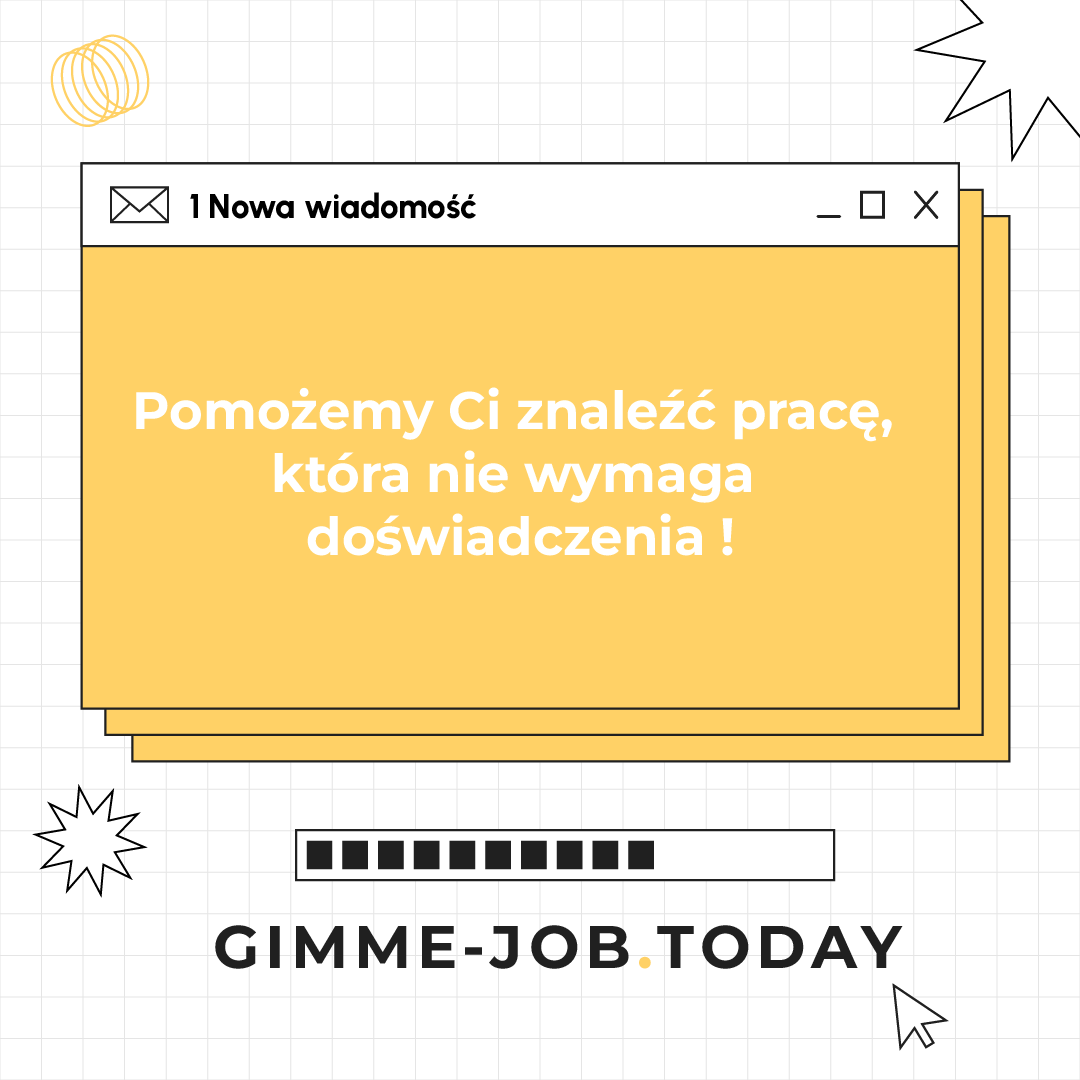 1 Nowa wiadomość
Pomożemy Ci znaleźć pracę,
która nie wymaga
doświadczenia !
GIMME-JOB.TODAY